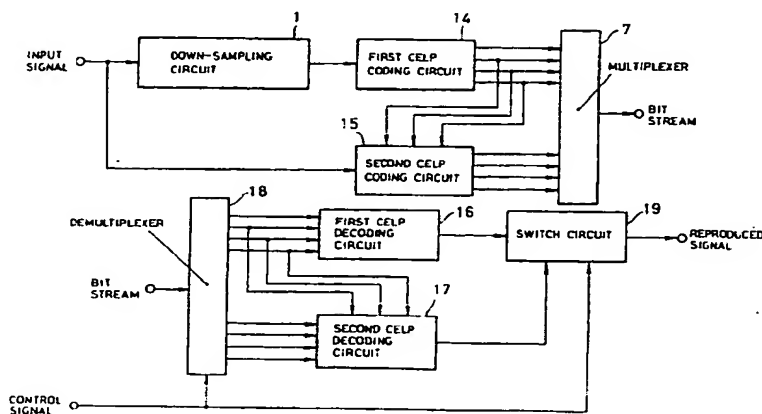 1
14
7
INPUT
SIGNAL
DOWN-SAMPLING
CIRCUIT
FIRST CELP
CODING CIRCUIT
MULTIPLEXER
BIT
STREAM
15
SECOND CELP
CODING CIRCUIT
18
DEMULTIPLEXER
16
FIRST CELP
DECODING
CIRCUIT
19
SWITCH CIRCUIT
REPRODUCED
SIGNAL
BIT
STREAM
17
SECOND CELP
DECODING
CIRCUIT
CONTROL
SIGNAL